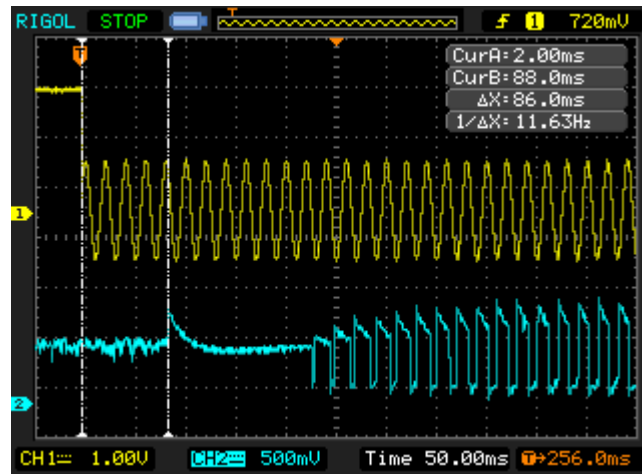 RIGOL STOP T f 1 720mV
T
CurA: 2.00ms
CurB: 88.0ms
ΔX: 86.0ms
1/ΔX: 11.63Hz
1
2
CH1 1.00V CH2 500mV Time 50.00ms T→256.0ms